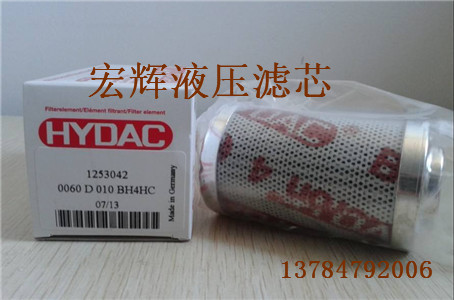 宏辉液压滤芯
Filterelement/Elément filtrant/Filter element
HYDAC
1253042
0060 D 010 BH4HC
07/13
Made in Germany
13784792006